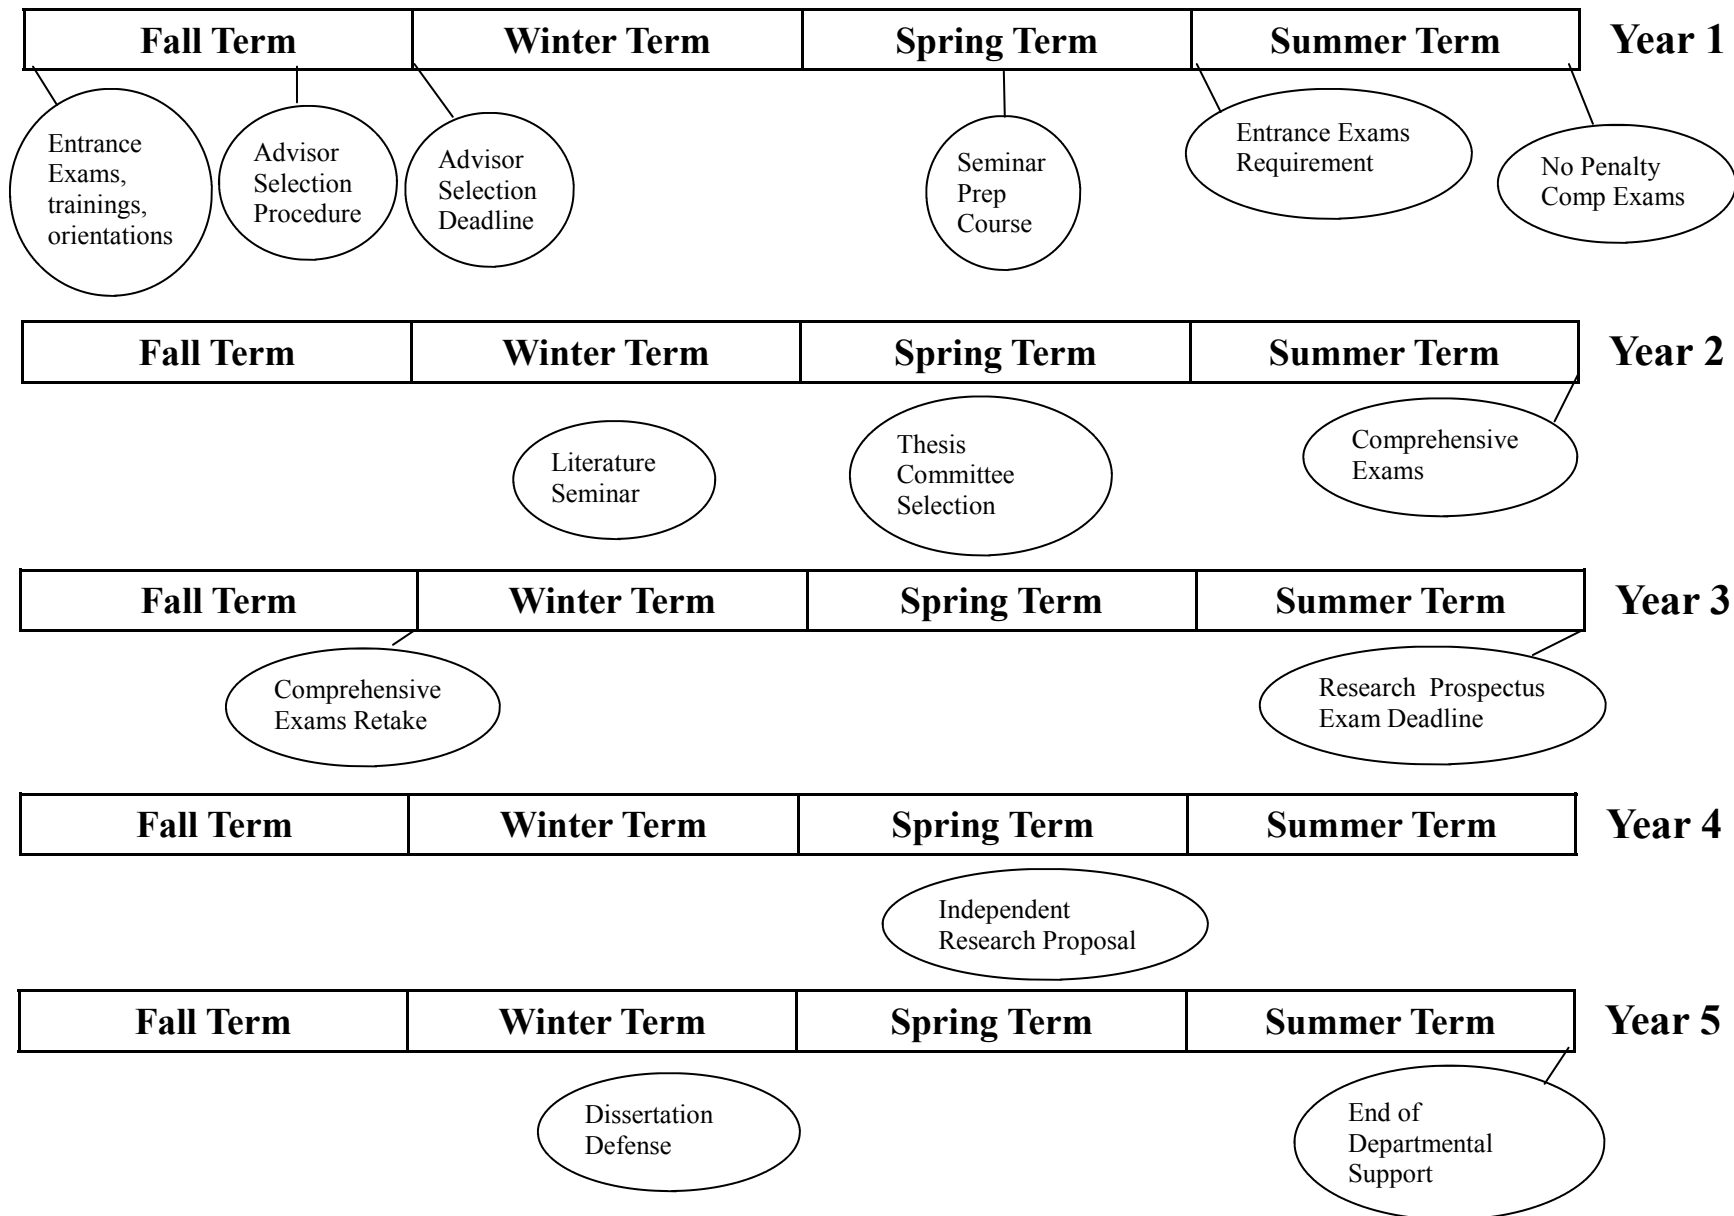 Fall Term Winter Term Spring Term Summer Term Year 1
Entrance
Exams,
trainings,
orientations
Advisor
Selection
Procedure
Advisor
Selection
Deadline
Seminar
Prep
Course
Entrance Exams
Requirement
No Penalty
Comp Exams
Fall Term Winter Term Spring Term Summer Term Year 2
Literature
Seminar
Thesis
Committee
Selection
Comprehensive
Exams
Fall Term Winter Term Spring Term Summer Term Year 3
Comprehensive
Exams Retake
Research Prospectus
Exam Deadline
Fall Term Winter Term Spring Term Summer Term Year 4
Independent
Research Proposal
Fall Term Winter Term Spring Term Summer Term Year 5
Dissertation
Defense
End of
Departmental
Support